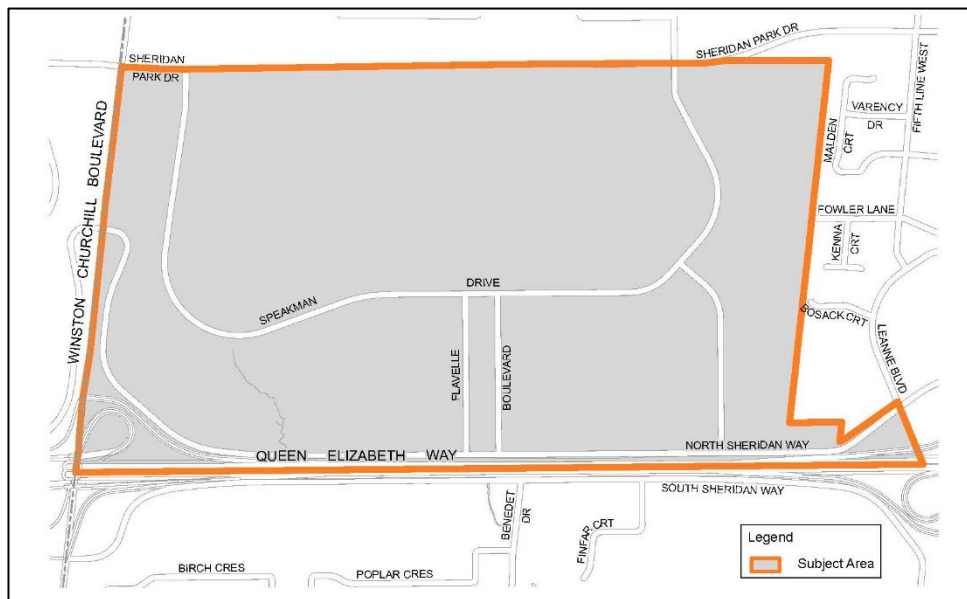 SHERIDAN
PARK DR
SHERIDAN PARK DR
WINSTON CHURCHILL BOULEVARD
VARENCY
DR
MALDEN
CRT
FIFTH LINE WEST
FOWLER LANE
KENNA
CRT
BOSACK CRT
LEANNE BLVD
SPEAKMAN
DRIVE
FLAVELLE
BOULEVARD
NORTH SHERIDAN WAY
QUEEN ELIZABETH WAY
SOUTH SHERIDAN WAY
BENEDET
DR
FINFAR CRT
BIRCH CRES
POPLAR CRES
Legend
Subject Area